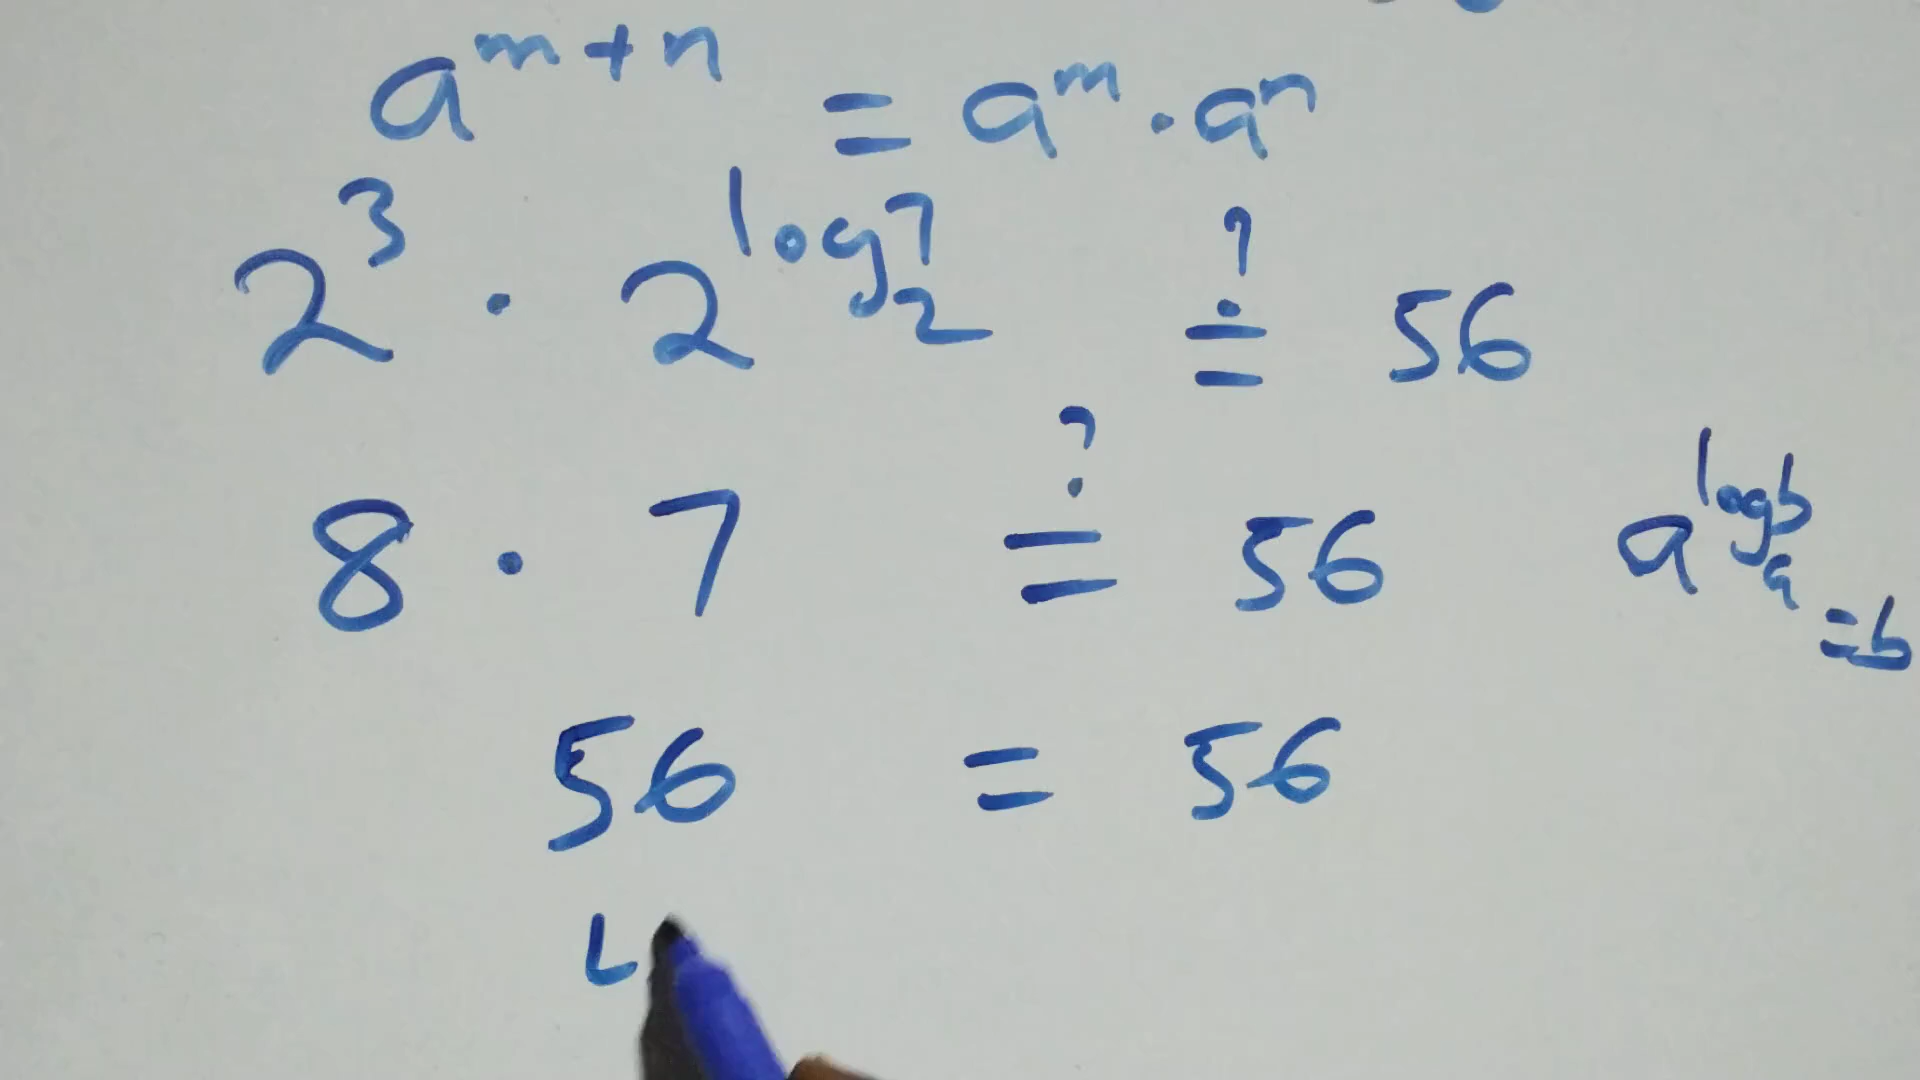 a^{m+n} = a^m · a^n
2^3 · 2^{log_2 7} ≟ 56
8 · 7 ≟ 56
a^{log_a b} = b
56 = 56
L